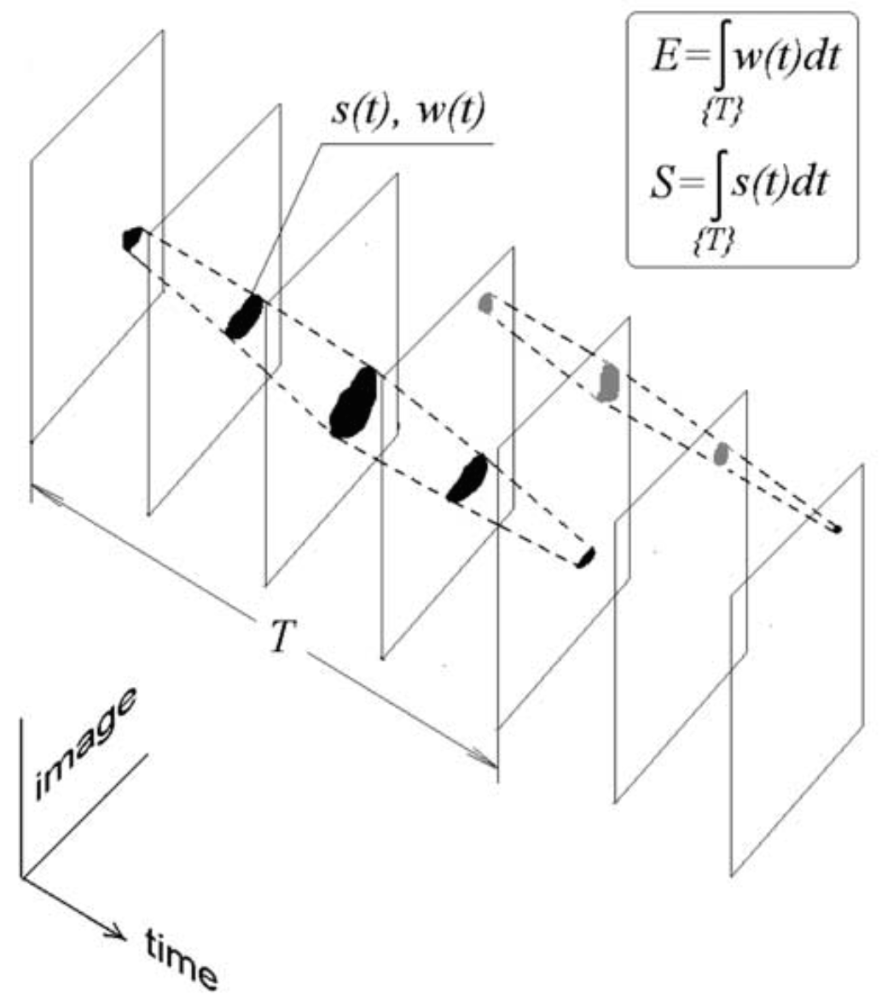 E=∫w(t)dt
{T}
s(t), w(t)
S=∫s(t)dt
{T}
T
image
time